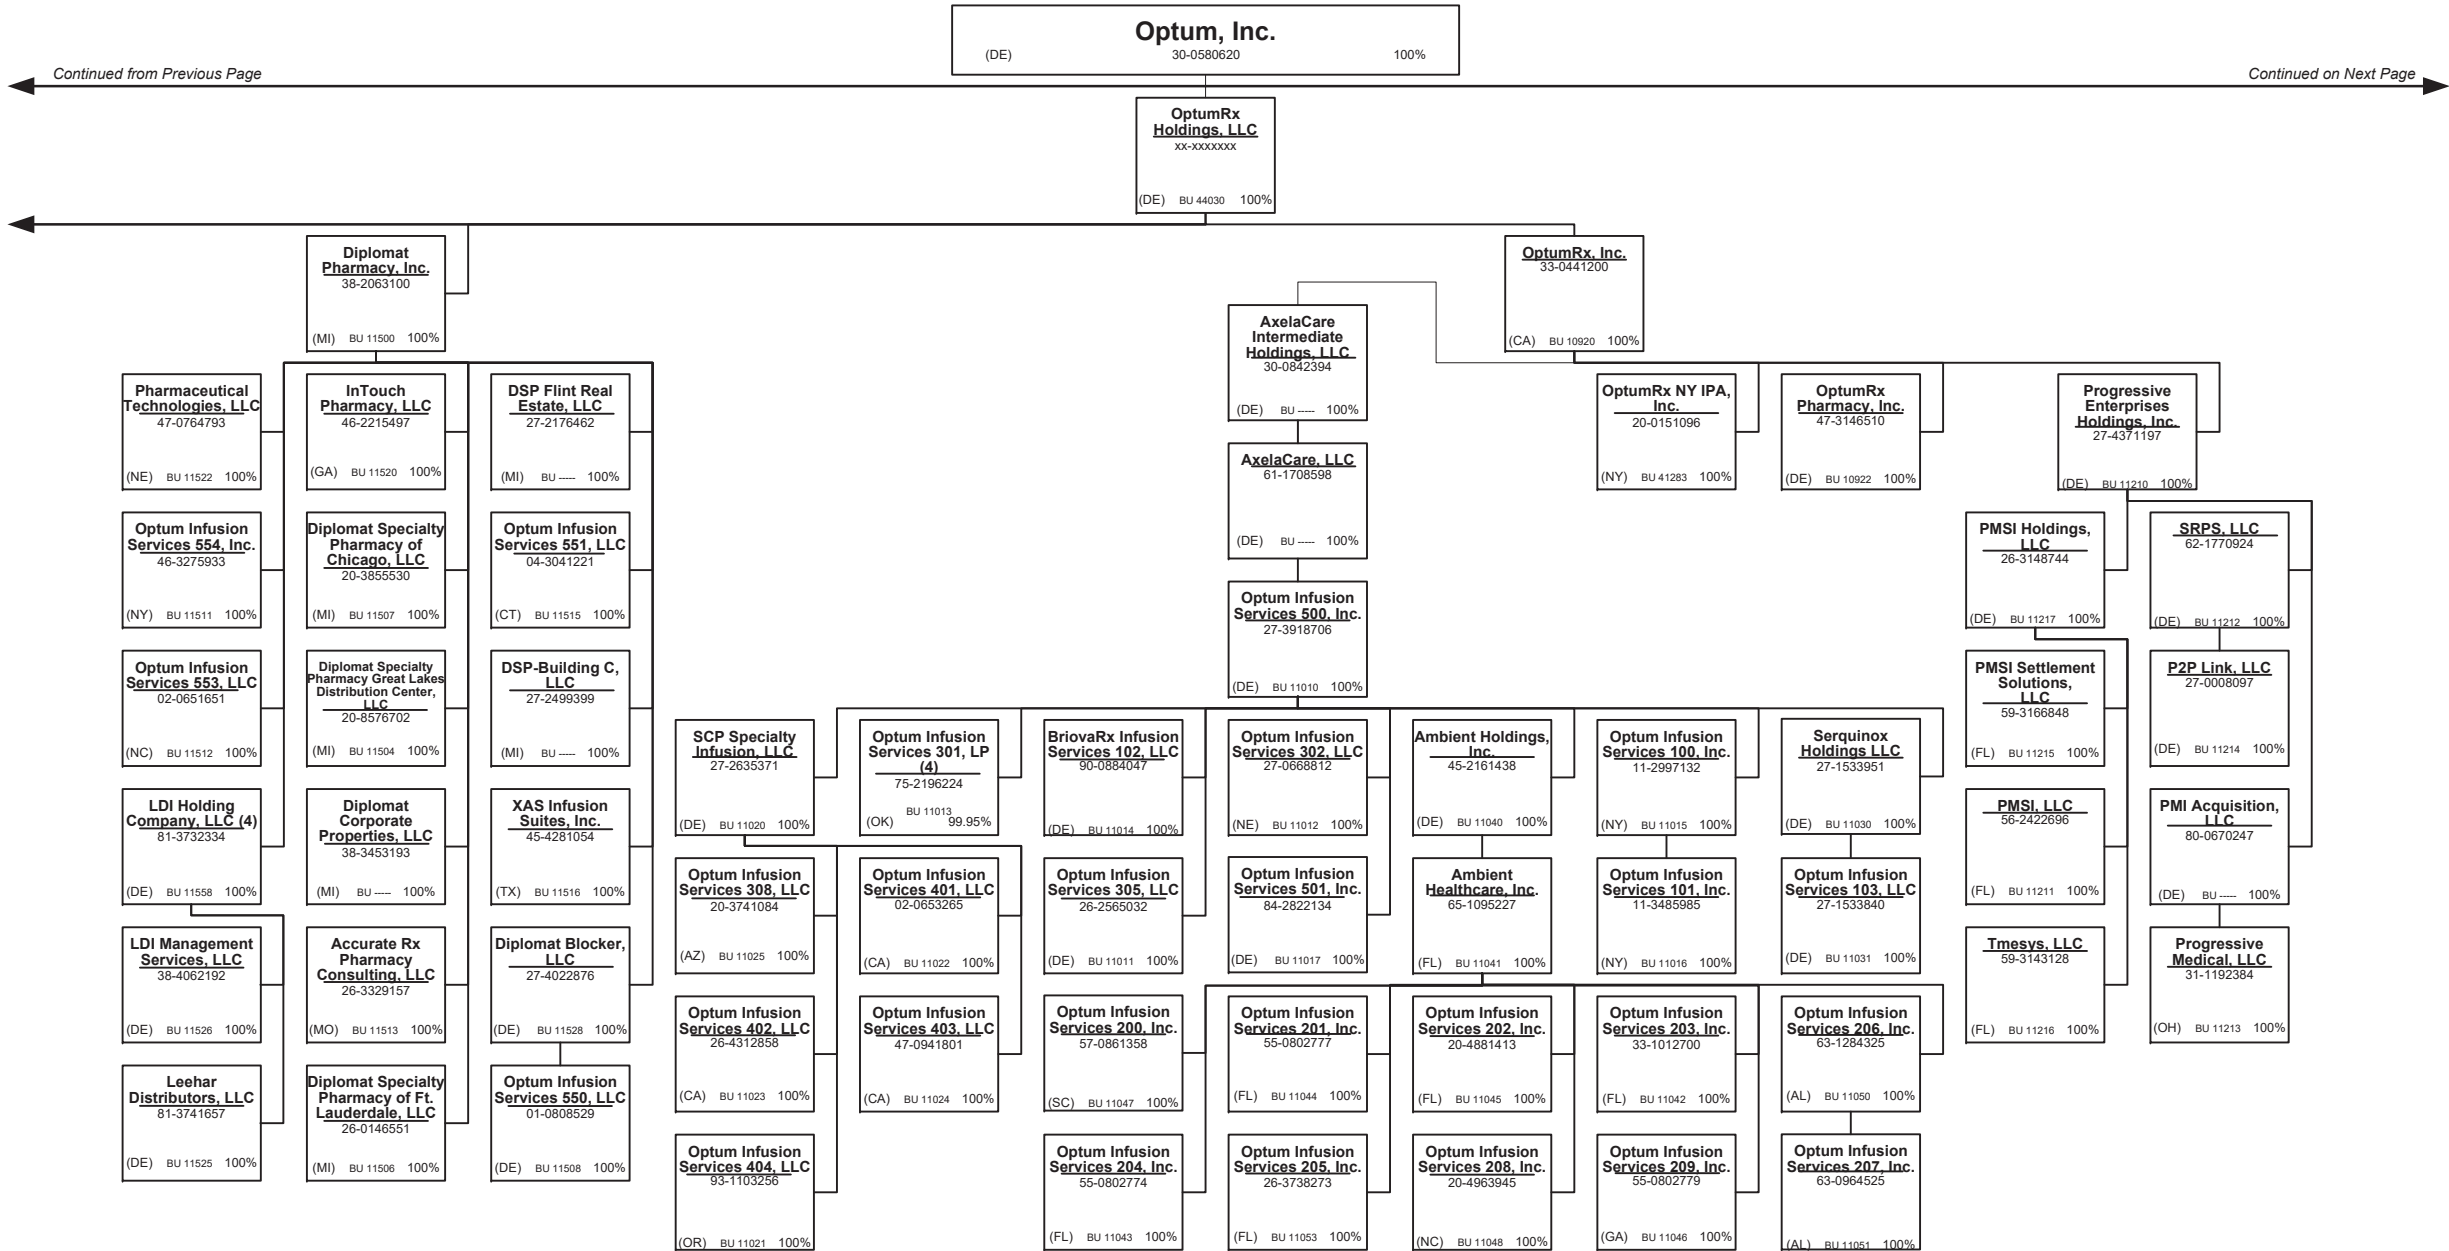 Optum, Inc.
(DE) 30-0580620 100%
Continued from Previous Page
Continued on Next Page
OptumRx
Holdings, LLC
xx-xxxxxxx
(DE) BU 44030 100%
Diplomat
Pharmacy, Inc.
38-2063100
(MI) BU 11500 100%
OptumRx, Inc.
33-0441200
(CA) BU 10920 100%
AxelaCare
Intermediate
Holdings, LLC
30-0842394
(DE) BU ----- 100%
Pharmaceutical
Technologies, LLC
47-0764793
(NE) BU 11522 100%
InTouch
Pharmacy, LLC
46-2215497
(GA) BU 11520 100%
DSP Flint Real
Estate, LLC
27-2176462
(MI) BU ----- 100%
OptumRx NY IPA,
Inc.
20-0151096
(NY) BU 41283 100%
OptumRx
Pharmacy, Inc.
47-3146510
(DE) BU 10922 100%
Progressive
Enterprises
Holdings, Inc.
27-4371197
(DE) BU 11210 100%
AxelaCare, LLC
61-1708598
(DE) BU ----- 100%
Optum Infusion
Services 554, Inc.
46-3275933
(NY) BU 11511 100%
Diplomat Specialty
Pharmacy of
Chicago, LLC
20-3855530
(MI) BU 11507 100%
Optum Infusion
Services 551, LLC
04-3041221
(CT) BU 11515 100%
PMSI Holdings,
LLC
26-3148744
(DE) BU 11217 100%
SRPS, LLC
62-1770924
(DE) BU 11212 100%
Optum Infusion
Services 500, Inc.
27-3918706
(DE) BU 11010 100%
Optum Infusion
Services 553, LLC
02-0651651
(NC) BU 11512 100%
Diplomat Specialty
Pharmacy Great Lakes
Distribution Center,
LLC
20-8576702
(MI) BU 11504 100%
DSP-Building C,
LLC
27-2499399
(MI) BU ----- 100%
PMSI Settlement
Solutions,
LLC
59-3166848
(FL) BU 11215 100%
P2P Link, LLC
27-0008097
(DE) BU 11214 100%
SCP Specialty
Infusion, LLC
27-2635371
(DE) BU 11020 100%
Optum Infusion
Services 301, LP
(4)
75-2196224
BU 11013
(OK) 99.95%
BriovaRx Infusion
Services 102, LLC
90-0884047
(DE) BU 11014 100%
Optum Infusion
Services 302, LLC
27-0668812
(NE) BU 11012 100%
Ambient Holdings,
Inc.
45-2161438
(DE) BU 11040 100%
Optum Infusion
Services 100, Inc.
11-2997132
(NY) BU 11015 100%
Serquinox
Holdings LLC
27-1533951
(DE) BU 11030 100%
LDI Holding
Company, LLC (4)
81-3732334
(DE) BU 11558 100%
Diplomat
Corporate
Properties, LLC
38-3453193
(MI) BU ----- 100%
XAS Infusion
Suites, Inc.
45-4281054
(TX) BU 11516 100%
PMSI, LLC
56-2422696
(FL) BU 11211 100%
PMI Acquisition,
LLC
80-0670247
(DE) BU ----- 100%
Optum Infusion
Services 308, LLC
20-3741084
(AZ) BU 11025 100%
Optum Infusion
Services 401, LLC
02-0653265
(CA) BU 11022 100%
Optum Infusion
Services 305, LLC
26-2565032
(DE) BU 11011 100%
Optum Infusion
Services 501, Inc.
84-2822134
(DE) BU 11017 100%
Ambient
Healthcare, Inc.
65-1095227
(FL) BU 11041 100%
Optum Infusion
Services 101, Inc.
11-3485985
(NY) BU 11016 100%
Optum Infusion
Services 103, LLC
27-1533840
(DE) BU 11031 100%
LDI Management
Services, LLC
38-4062192
(DE) BU 11526 100%
Accurate Rx
Pharmacy
Consulting, LLC
26-3329157
(MO) BU 11513 100%
Diplomat Blocker,
LLC
27-4022876
(DE) BU 11528 100%
Tmesys, LLC
59-3143128
(FL) BU 11216 100%
Progressive
Medical, LLC
31-1192384
(OH) BU 11213 100%
Optum Infusion
Services 402, LLC
26-4312858
(CA) BU 11023 100%
Optum Infusion
Services 403, LLC
47-0941801
(CA) BU 11024 100%
Optum Infusion
Services 200, Inc.
57-0861358
(SC) BU 11047 100%
Optum Infusion
Services 201, Inc.
55-0802777
(FL) BU 11044 100%
Optum Infusion
Services 202, Inc.
20-4881413
(FL) BU 11045 100%
Optum Infusion
Services 203, Inc.
33-1012700
(FL) BU 11042 100%
Optum Infusion
Services 206, Inc.
63-1284325
(AL) BU 11050 100%
Leehar
Distributors, LLC
81-3741657
(DE) BU 11525 100%
Diplomat Specialty
Pharmacy of Ft.
Lauderdale, LLC
26-0146551
(MI) BU 11506 100%
Optum Infusion
Services 550, LLC
01-0808529
(DE) BU 11508 100%
Optum Infusion
Services 404, LLC
93-1103256
(OR) BU 11021 100%
Optum Infusion
Services 204, Inc.
55-0802774
(FL) BU 11043 100%
Optum Infusion
Services 205, Inc.
26-3738273
(FL) BU 11053 100%
Optum Infusion
Services 208, Inc.
20-4963945
(NC) BU 11048 100%
Optum Infusion
Services 209, Inc.
55-0802779
(GA) BU 11046 100%
Optum Infusion
Services 207, Inc.
63-0964525
(AL) BU 11051 100%